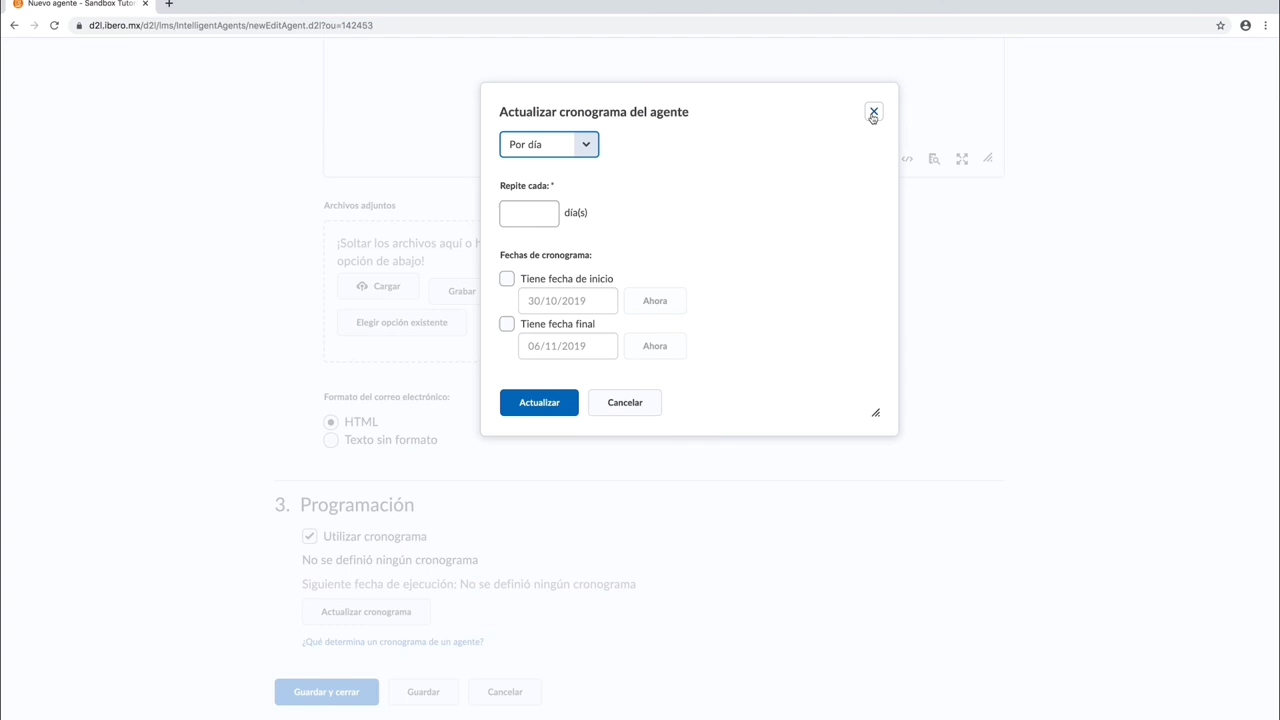 Nuevo agente - Sandbox Tutor
d2l.ibero.mx/d2l/lms/IntelligentAgents/newEditAgent.d2l?ou=142453
Actualizar cronograma del agente
Por día
Repite cada: *
día(s)
Fechas de cronograma:
Tiene fecha de inicio
30/10/2019 Ahora
Tiene fecha final
06/11/2019 Ahora
Actualizar Cancelar
Archivos adjuntos
¡Soltar los archivos aquí o h
opción de abajo!
Cargar Grabar
Elegir opción existente
Formato del correo electrónico:
HTML
Texto sin formato
3. Programación
Utilizar cronograma
No se definió ningún cronograma
Siguiente fecha de ejecución: No se definió ningún cronograma
Actualizar cronograma
¿Qué determina un cronograma de un agente?
Guardar y cerrar Guardar Cancelar